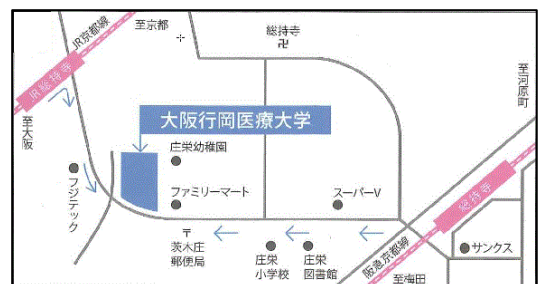 至京都
JR京都線
総持寺
卍
JR総持寺
至大阪
至河原町
大阪行岡医療大学
庄栄幼稚園
フジテック
ファミリーマート
スーパーV
総持寺
〒
茨木庄
郵便局
庄栄
小学校
庄栄
図書館
阪急京都線
サンクス
至梅田